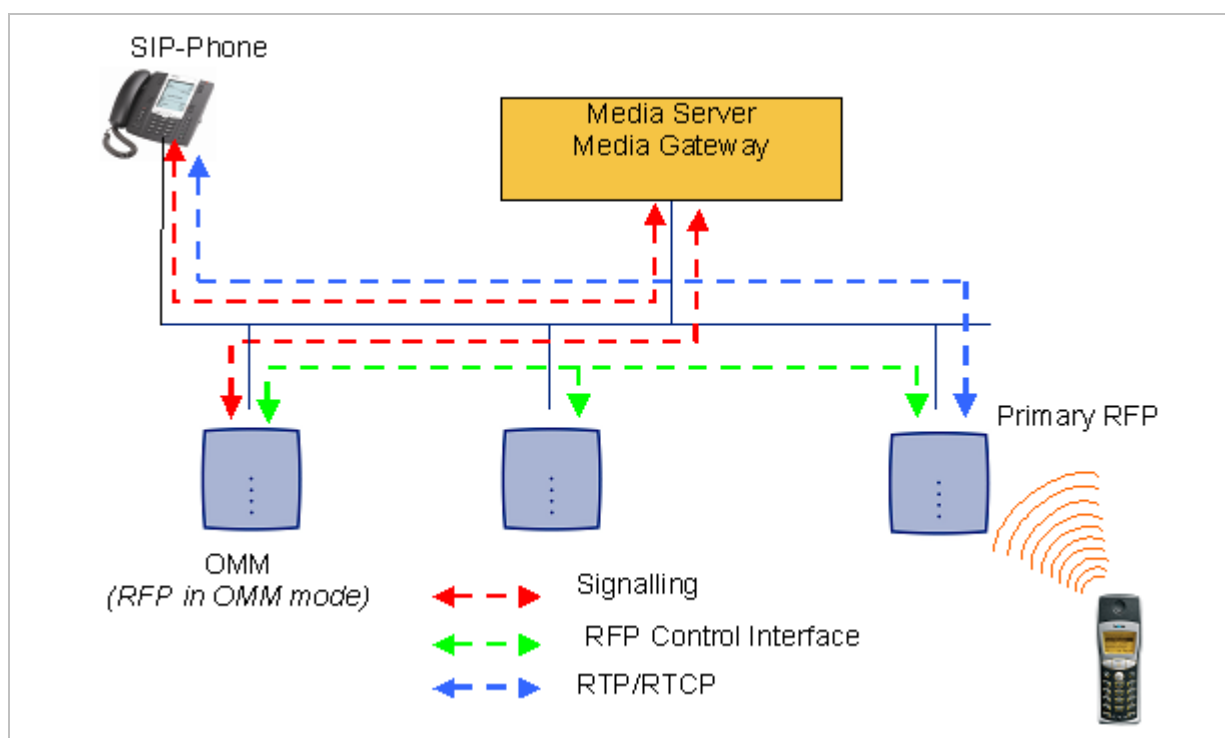 SIP-Phone
Media Server
Media Gateway
Primary RFP
OMM
(RFP in OMM mode)
Signalling
RFP Control Interface
RTP/RTCP